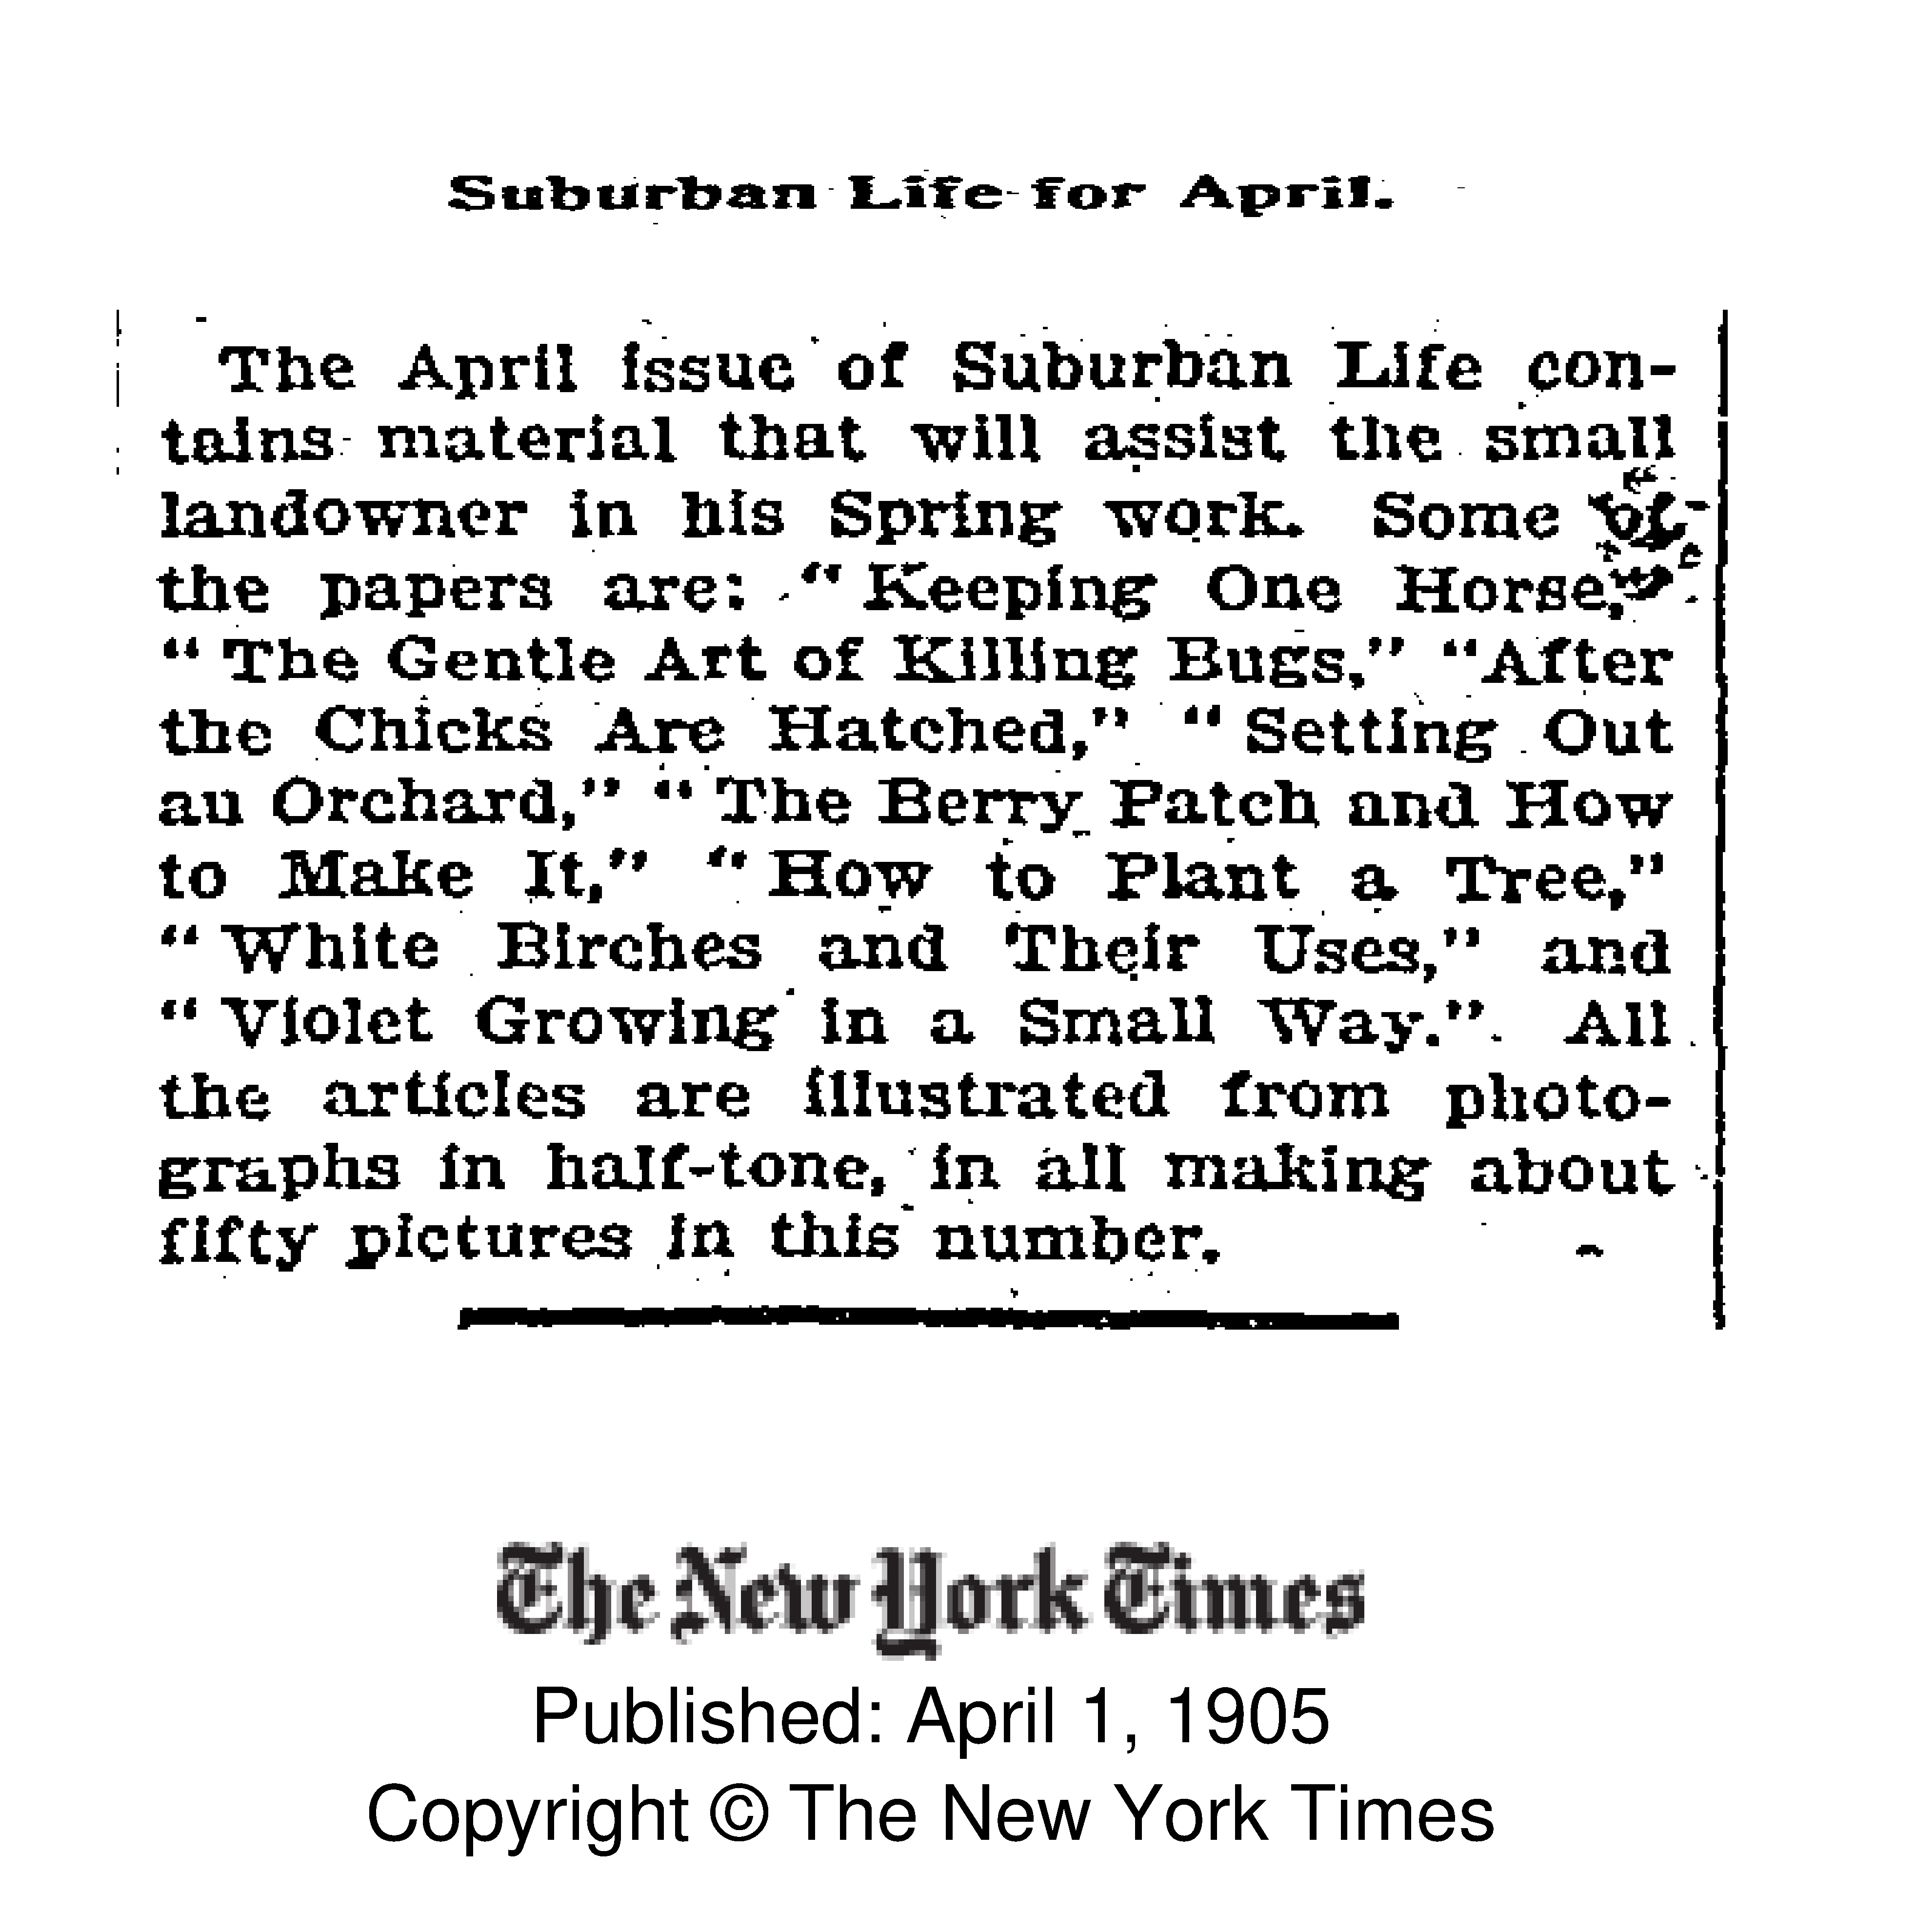 Suburban Life for April.
The April issue of Suburban Life con-
tains material that will assist the small
landowner in his Spring work. Some of
the papers are: "Keeping One Horse,"
"The Gentle Art of Killing Bugs," "After
the Chicks Are Hatched," "Setting Out
au Orchard," "The Berry Patch and How
to Make It," "How to Plant a Tree,"
"White Birches and Their Uses," and
"Violet Growing in a Small Way." All
the articles are illustrated from photo-
graphs in half-tone, in all making about
fifty pictures in this number.
The New York Times
Published: April 1, 1905
Copyright © The New York Times